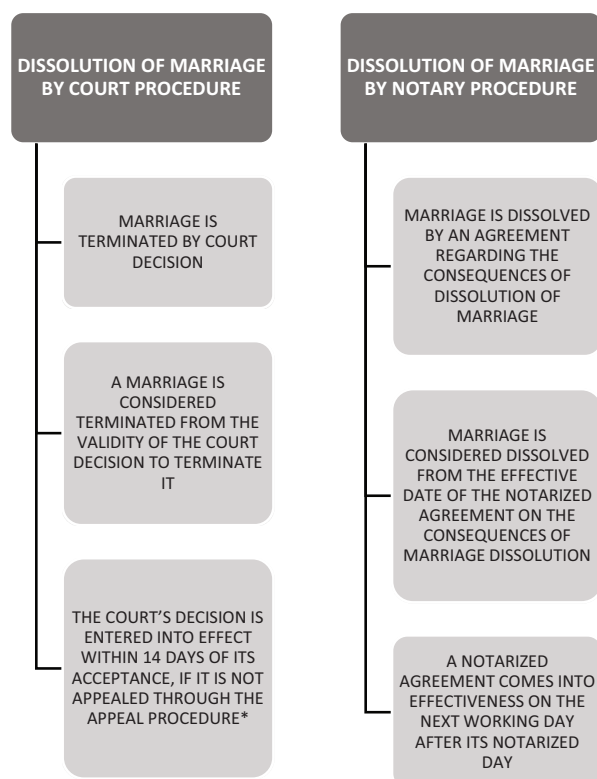 DISSOLUTION OF MARRIAGE
BY COURT PROCEDURE
MARRIAGE IS
TERMINATED BY COURT
DECISION
A MARRIAGE IS
CONSIDERED
TERMINATED FROM THE
VALIDITY OF THE COURT
DECISION TO TERMINATE
IT
THE COURT'S DECISION IS
ENTERED INTO EFFECT
WITHIN 14 DAYS OF ITS
ACCEPTANCE, IF IT IS NOT
APPEALED THROUGH THE
APPEAL PROCEDURE*
DISSOLUTION OF MARRIAGE
BY NOTARY PROCEDURE
MARRIAGE IS DISSOLVED
BY AN AGREEMENT
REGARDING THE
CONSEQUENCES OF
DISSOLUTION OF
MARRIAGE
MARRIAGE IS
CONSIDERED DISSOLVED
FROM THE EFFECTIVE
DATE OF THE NOTARIZED
AGREEMENT ON THE
CONSEQUENCES OF
MARRIAGE DISSOLUTION
A NOTARIZED
AGREEMENT COMES INTO
EFFECTIVENESS ON THE
NEXT WORKING DAY
AFTER ITS NOTARIZED
DAY